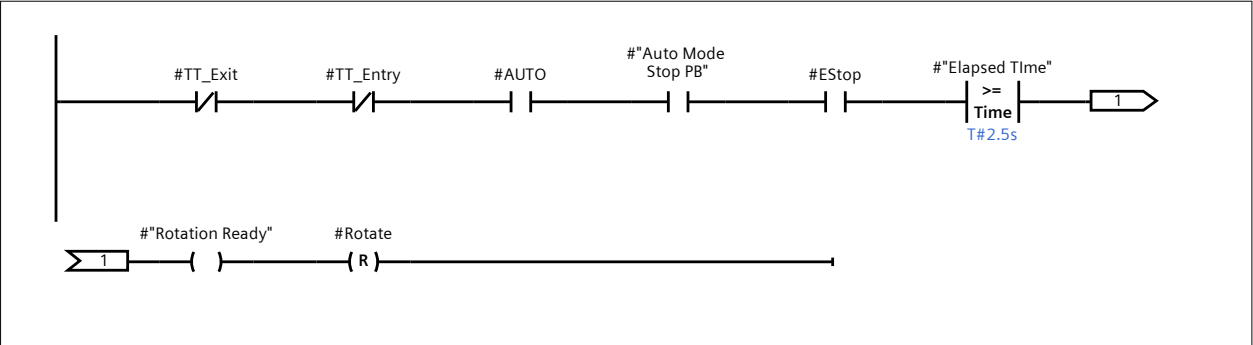 #"Auto Mode
Stop PB"
#TT_Exit
#TT_Entry
#AUTO
#EStop
#"Elapsed TIme"
>=
Time
T#2.5s
1
#"Rotation Ready"
#Rotate
1
R